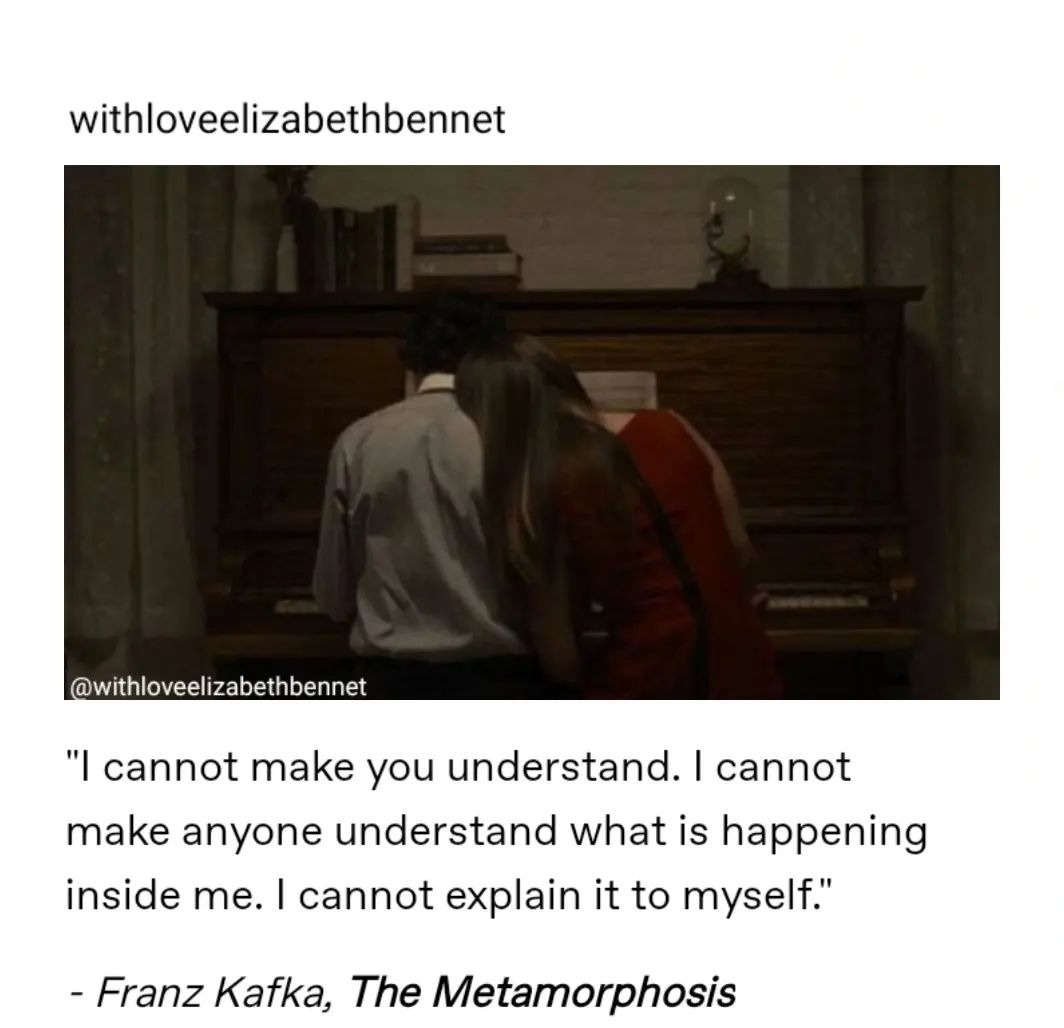 withloveelizabethbennet
@withloveelizabethbennet
"I cannot make you understand. I cannot
make anyone understand what is happening
inside me. I cannot explain it to myself."
- Franz Kafka, The Metamorphosis